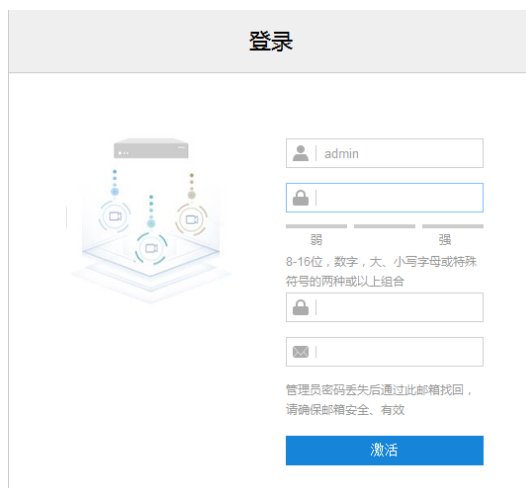 登录
admin
弱 强
8-16位，数字，大、小写字母或特殊
符号的两种或以上组合
管理员密码丢失后通过此邮箱找回，
请确保邮箱安全、有效
激活